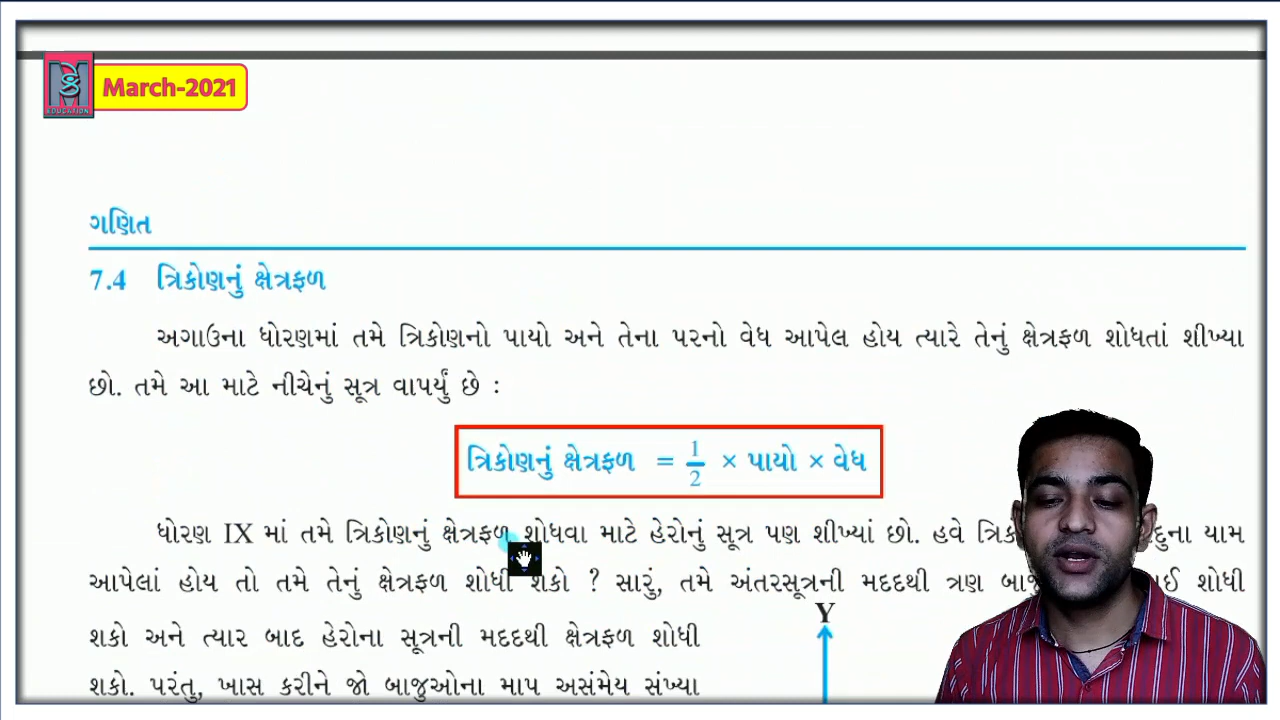 EDUCATION
March-2021
ગણિત
7.4 ત્રિકોણનું ક્ષેત્રફળ
અગાઉના ધોરણમાં તમે ત્રિકોણનો પાયો અને તેના પરનો વેધ આપેલ હોય ત્યારે તેનું ક્ષેત્રફળ શોધતાં શીખ્યા
છો. તમે આ માટે નીચેનું સૂત્ર વાપર્યું છે :
ત્રિકોણનું ક્ષેત્રફળ = 1/2 × પાયો × વેધ
ધોરણ IX માં તમે ત્રિકોણનું ક્ષેત્રફળ શોધવા માટે હેરોનું સૂત્ર પણ શીખ્યાં છો. હવે યામ
આપેલાં હોય તો તમે તેનું ક્ષેત્રફળ શોધી શકો ? સારું, તમે અંતરસૂત્રની મદદથી ત્રણ શોધી
શકો અને ત્યાર બાદ હેરોના સૂત્રની મદદથી ક્ષેત્રફળ શોધી
શકો. પરંતુ, ખાસ કરીને જો બાજુઓના માપ અસંમેય સંખ્યા
Y